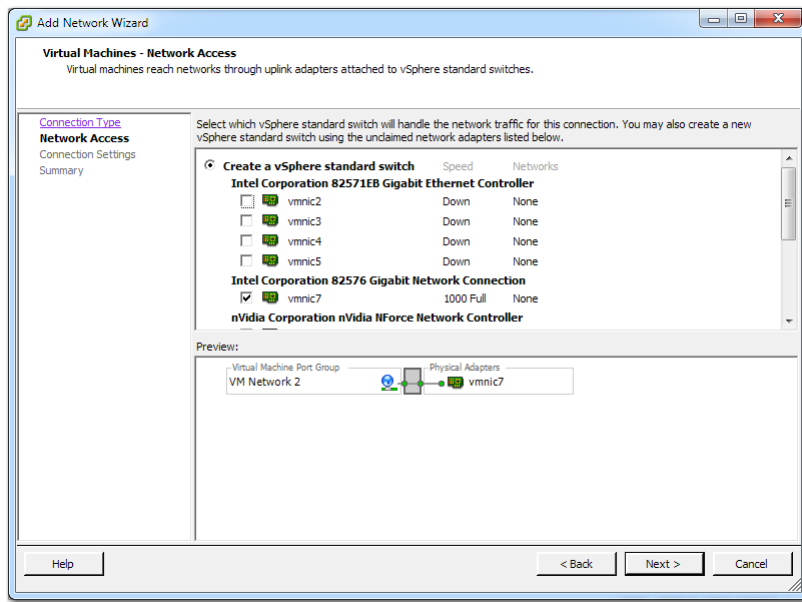 Add Network Wizard
Virtual Machines - Network Access
Virtual machines reach networks through uplink adapters attached to vSphere standard switches.
Connection Type
Network Access
Connection Settings
Summary
Select which vSphere standard switch will handle the network traffic for this connection. You may also create a new
vSphere standard switch using the unclaimed network adapters listed below.
Create a vSphere standard switch Speed Networks
Intel Corporation 82571EB Gigabit Ethernet Controller
vmnic2 Down None
vmnic3 Down None
vmnic4 Down None
vmnic5 Down None
Intel Corporation 82576 Gigabit Network Connection
vmnic7 1000 Full None
nVidia Corporation nVidia NForce Network Controller
Preview:
Virtual Machine Port Group Physical Adapters
VM Network 2 vmnic7
Help < Back Next > Cancel